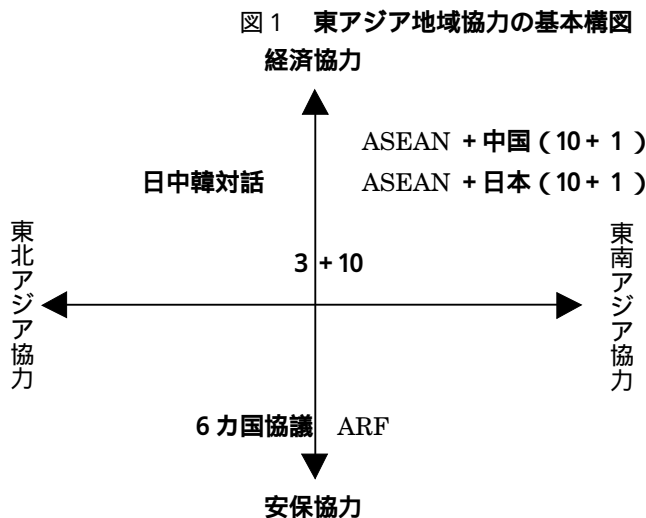 図1 東アジア地域協力の基本構図
経済協力
ASEAN +中国(10+1)
日中韓対話 ASEAN +日本(10+1)
東北アジア協力
東南アジア協力
3+10
6カ国協議 ARF
安保協力